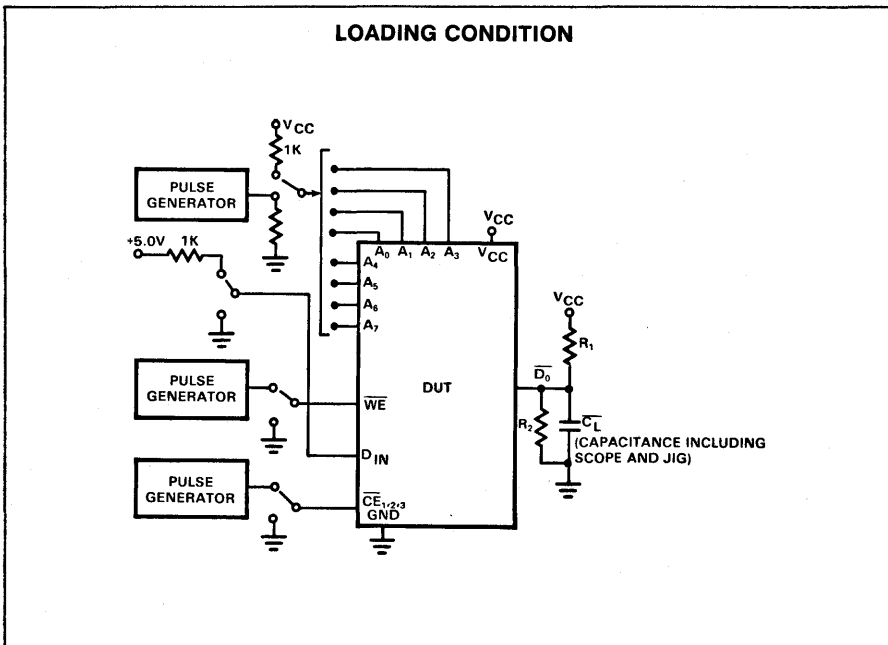 LOADING CONDITION
VCC
1K
PULSE
GENERATOR
+5.0V
1K
VCC
A0 A1 A2 A3
VCC
A4
A5
A6
A7
VCC
R1
PULSE
GENERATOR
WE
DUT
D0
R2
CL
(CAPACITANCE INCLUDING
SCOPE AND JIG)
DIN
PULSE
GENERATOR
CE1,2,3
GND